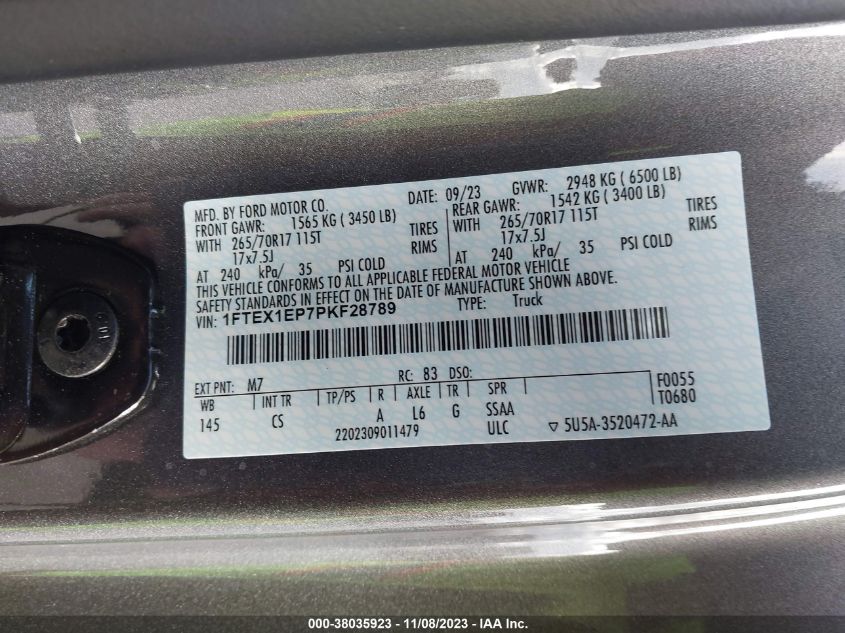 MFD. BY FORD MOTOR CO. DATE: 09/23 GVWR: 2948 KG ( 6500 LB)
FRONT GAWR: 1565 KG ( 3450 LB) REAR GAWR: 1542 KG ( 3400 LB)
WITH 265/70R17 115T TIRES WITH 265/70R17 115T TIRES
17x7.5J RIMS 17x7.5J RIMS
AT 240 kPa/ 35 PSI COLD AT 240 kPa/ 35 PSI COLD
THIS VEHICLE CONFORMS TO ALL APPLICABLE FEDERAL MOTOR VEHICLE
SAFETY STANDARDS IN EFFECT ON THE DATE OF MANUFACTURE SHOWN ABOVE.
VIN: 1FTEX1EP7PKF28789 TYPE: Truck
EXT PNT: M7 RC: 83 DSO:
WB INT TR TP/PS R AXLE TR SPR F0055
145 CS A L6 G SSAA T0680
2202309011479 ULC ▽ 5U5A-3520472-AA
000-38035923 - 11/08/2023 - IAA Inc.